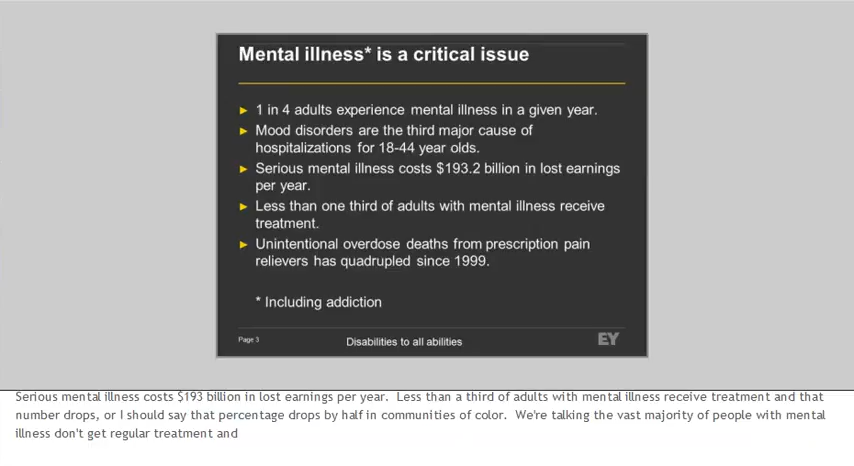 Mental illness* is a critical issue
► 1 in 4 adults experience mental illness in a given year.
► Mood disorders are the third major cause of
hospitalizations for 18-44 year olds.
► Serious mental illness costs $193.2 billion in lost earnings
per year.
► Less than one third of adults with mental illness receive
treatment.
► Unintentional overdose deaths from prescription pain
relievers has quadrupled since 1999.
* Including addiction
Page 3 Disabilities to all abilities EY
Serious mental illness costs $193 billion in lost earnings per year. Less than a third of adults with mental illness receive treatment and that
number drops, or I should say that percentage drops by half in communities of color. We're talking the vast majority of people with mental
illness don't get regular treatment and